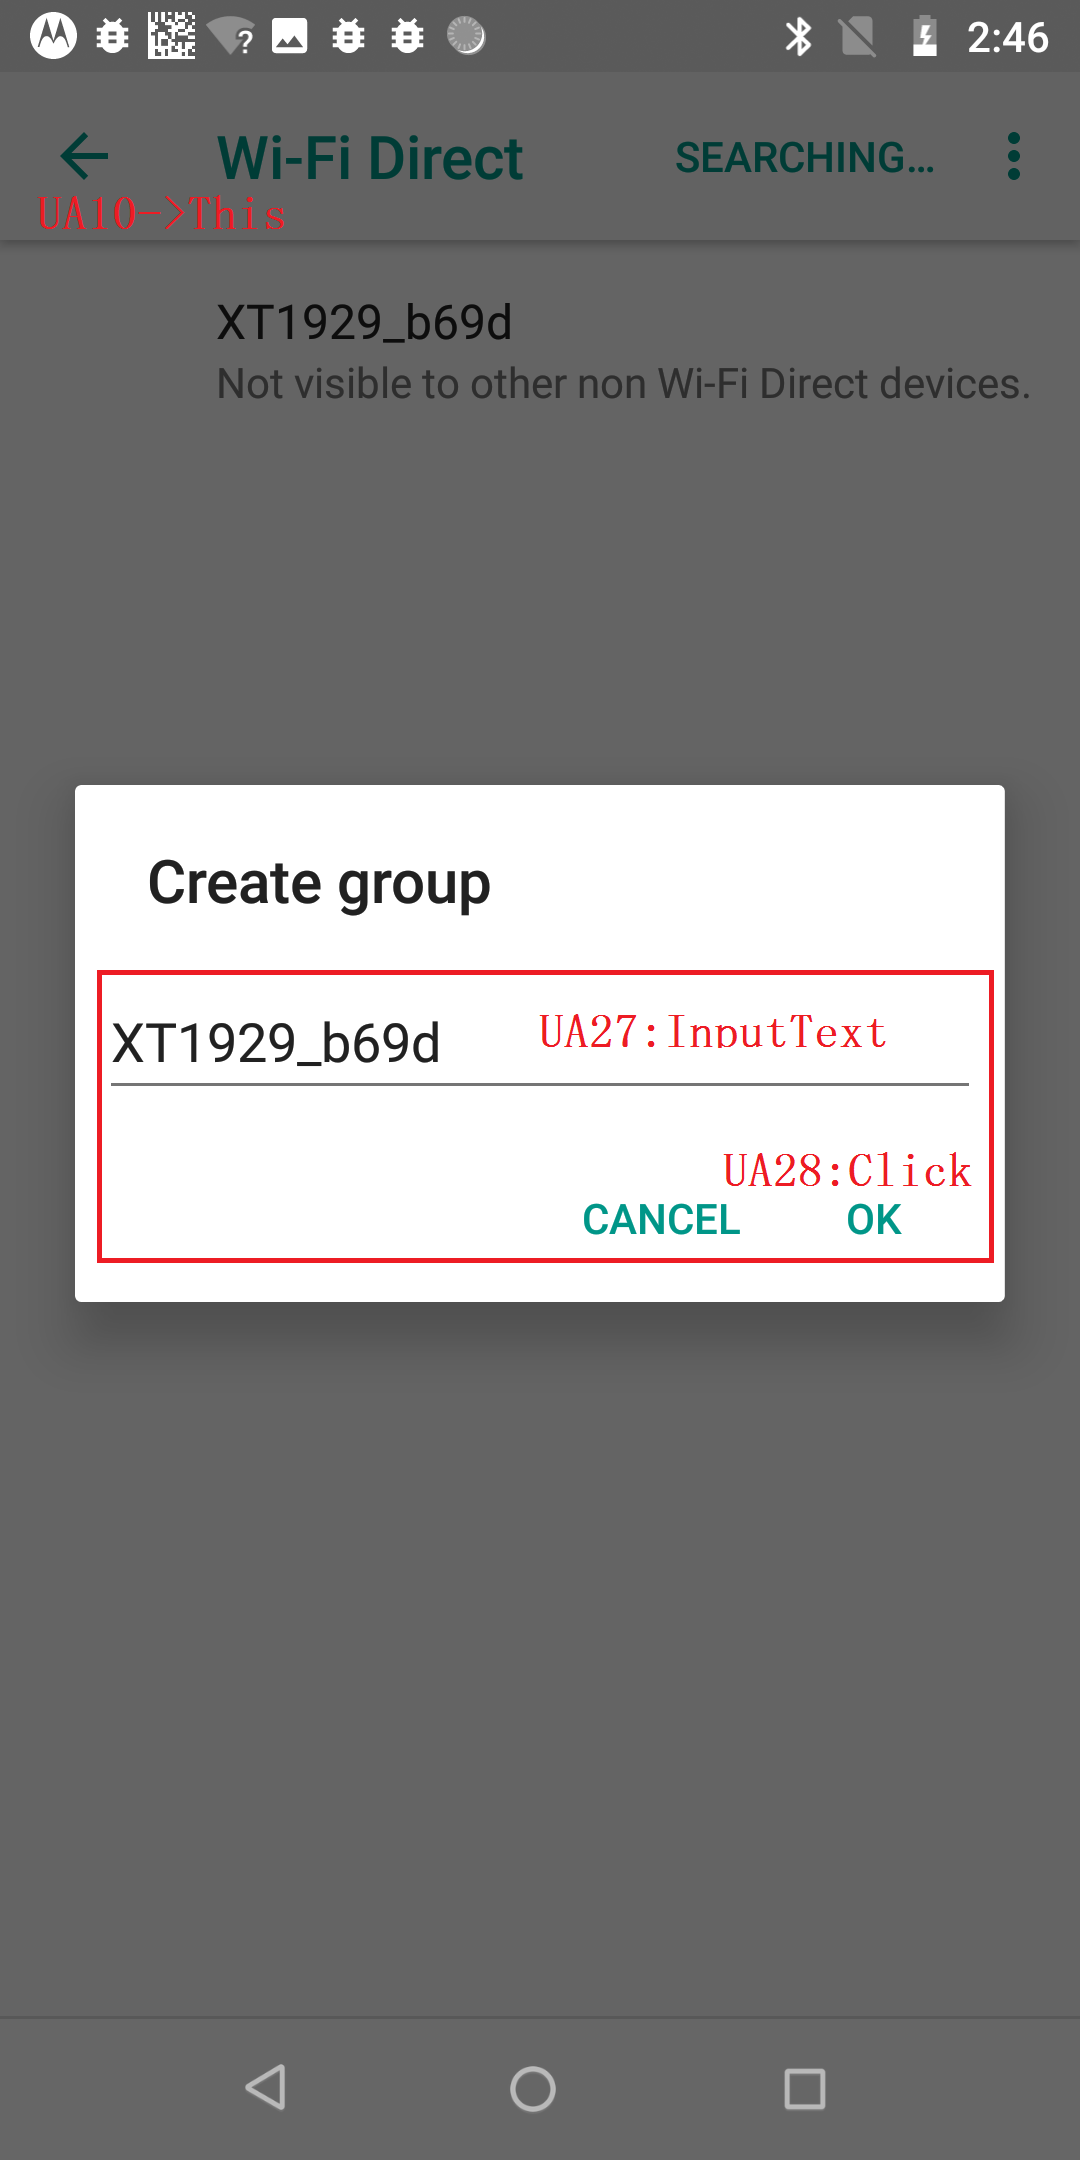 2:46
Wi-Fi Direct SEARCHING...
UA10->This
XT1929_b69d
Not visible to other non Wi-Fi Direct devices.
Create group
XT1929_b69d UA27:InputText
UA28:Click
CANCEL OK